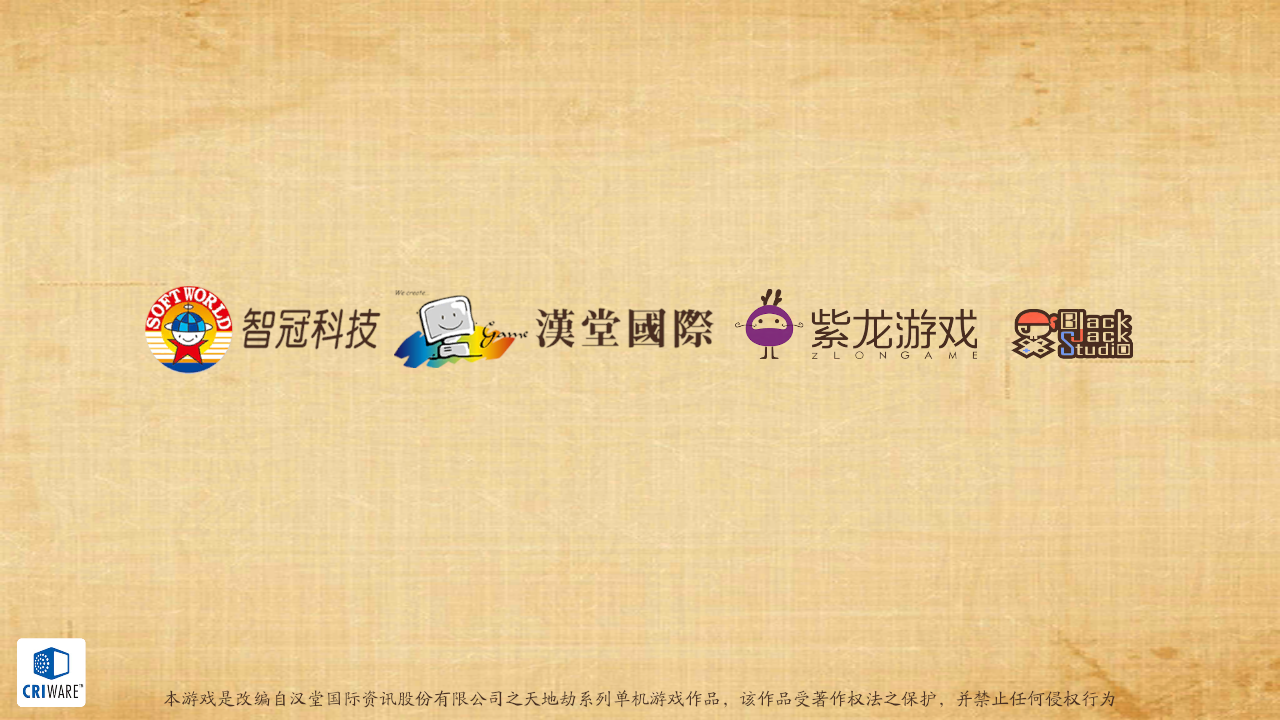 SOFT WORLD
智冠科技
We create...
Game
漢堂國際
紫龙游戏
ZLONGAME
Black
Jack
Studio
CRIWARE™
本游戏是改编自汉堂国际资讯股份有限公司之天地劫系列单机游戏作品，该作品受著作权法之保护，并禁止任何侵权行为